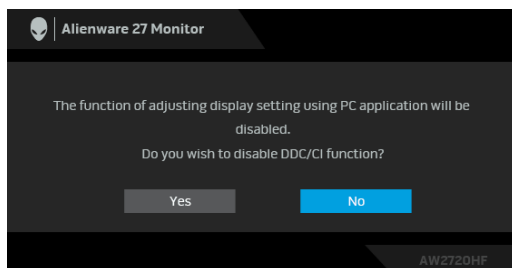 Alienware 27 Monitor
The function of adjusting display setting using PC application will be
disabled.
Do you wish to disable DDC/CI function?
Yes No
AW2720HF